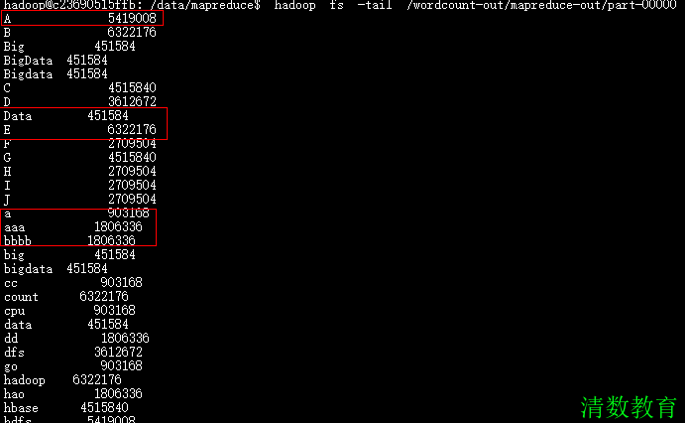 hadoop@c23690515ffb:/data/mapreduce$ hadoop fs -tail /wordcount-out/mapreduce-out/part-00000
A 5419008
B 6322176
Big 451584
BigData 451584
Bigdata 451584
C 4515840
D 3612672
Data 451584
E 6322176
F 2709504
G 4515840
H 2709504
I 2709504
J 2709504
a 903168
aaa 1806336
bbbb 1806336
big 451584
bigdata 451584
cc 903168
count 6322176
cpu 903168
data 451584
dd 1806336
dfs 3612672
go 903168
hadoop 6322176
hao 1806336
hbase 4515840
hdfs 5419008
清数教育